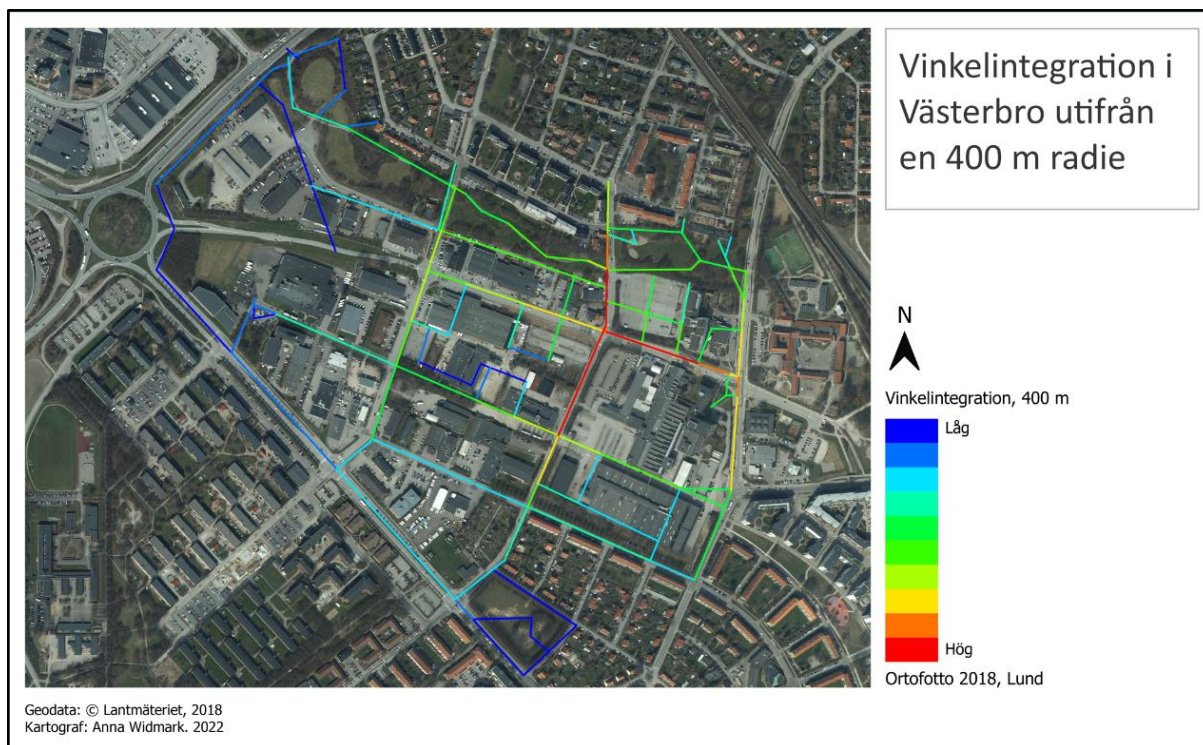 Vinkelintegration i
Västerbro utifrån
en 400 m radie
N
Vinkelintegration, 400 m
Låg
Hög
Ortofotto 2018, Lund
Geodata: © Lantmäteriet, 2018
Kartograf: Anna Widmark. 2022